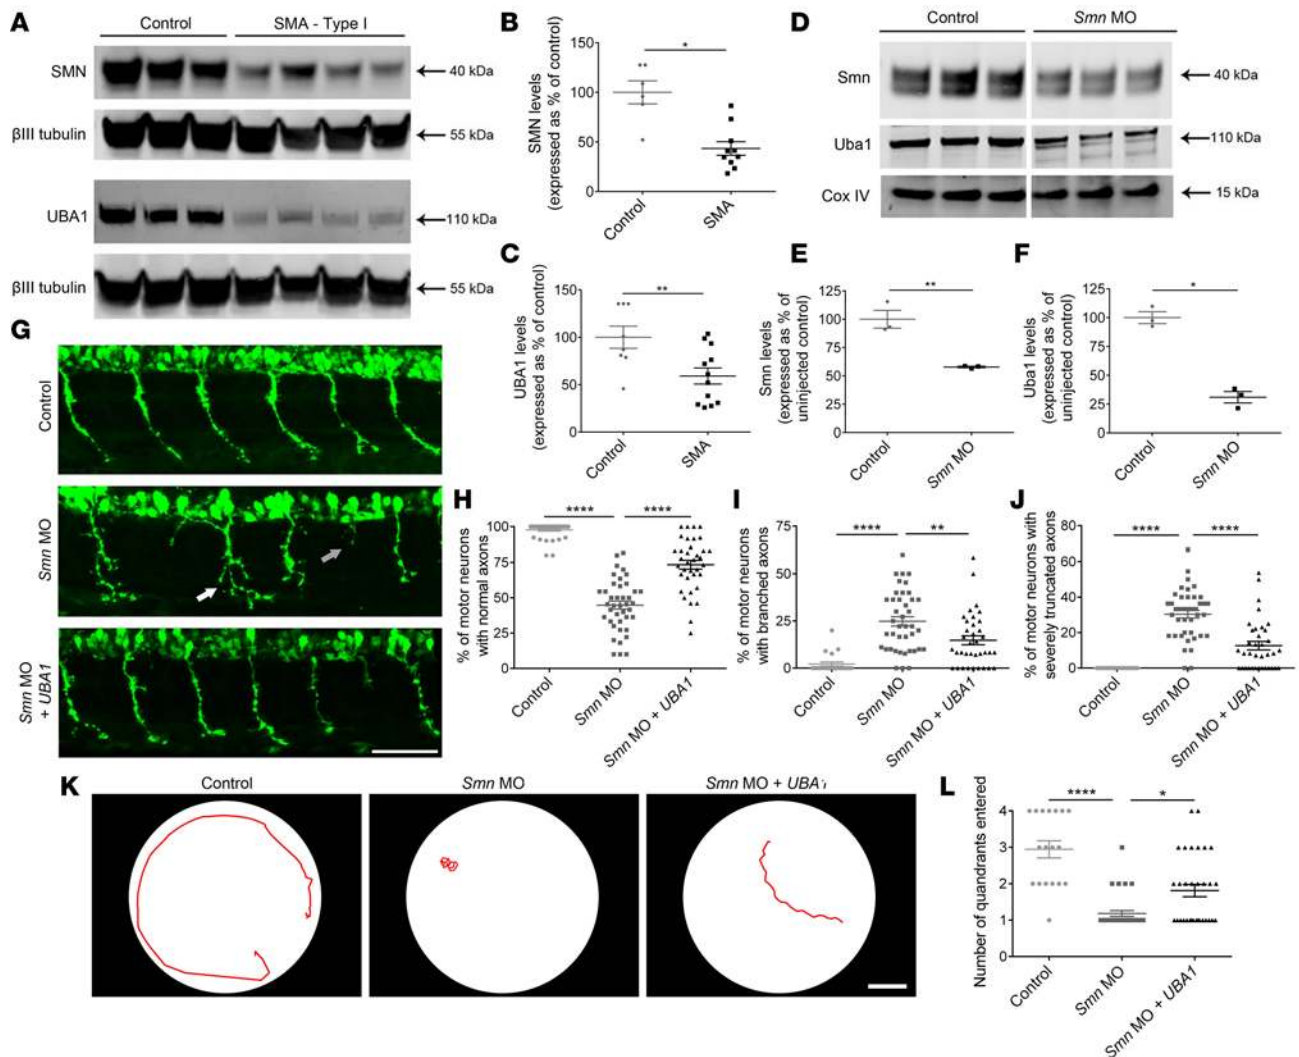 A
Control
SMA - Type I
SMN
40 kDa
βIII tubulin
55 kDa
UBA1
110 kDa
βIII tubulin
55 kDa
B
SMN levels
(expressed as % of control)
150
100
50
0
*
Control
SMA
C
UBA1 levels
(expressed as % of control)
150
100
50
0
**
Control
SMA
D
Control
Smn MO
Smn
40 kDa
Uba1
110 kDa
Cox IV
15 kDa
E
Smn levels
(expressed as % of
uninjected control)
125
100
75
50
25
0
**
Control
Smn MO
F
Uba1 levels
(expressed as % of
uninjected control)
125
100
75
50
25
0
*
Control
Smn MO
G
Control
Smn MO
Smn MO
+ UBA1
H
% of motor neurons
with normal axons
100
75
50
25
0
****
****
Control
Smn MO
Smn MO + UBA1
I
% of motor neurons
with branched axons
75
50
25
0
****
**
Control
Smn MO
Smn MO + UBA1
J
% of motor neurons with
severely truncated axons
80
60
40
20
0
****
****
Control
Smn MO
Smn MO + UBA1
K
Control
Smn MO
Smn MO +
L
Number of quandrants entered
4
3
2
1
0
****
*
Control
Smn MO
Smn MO + UBA1